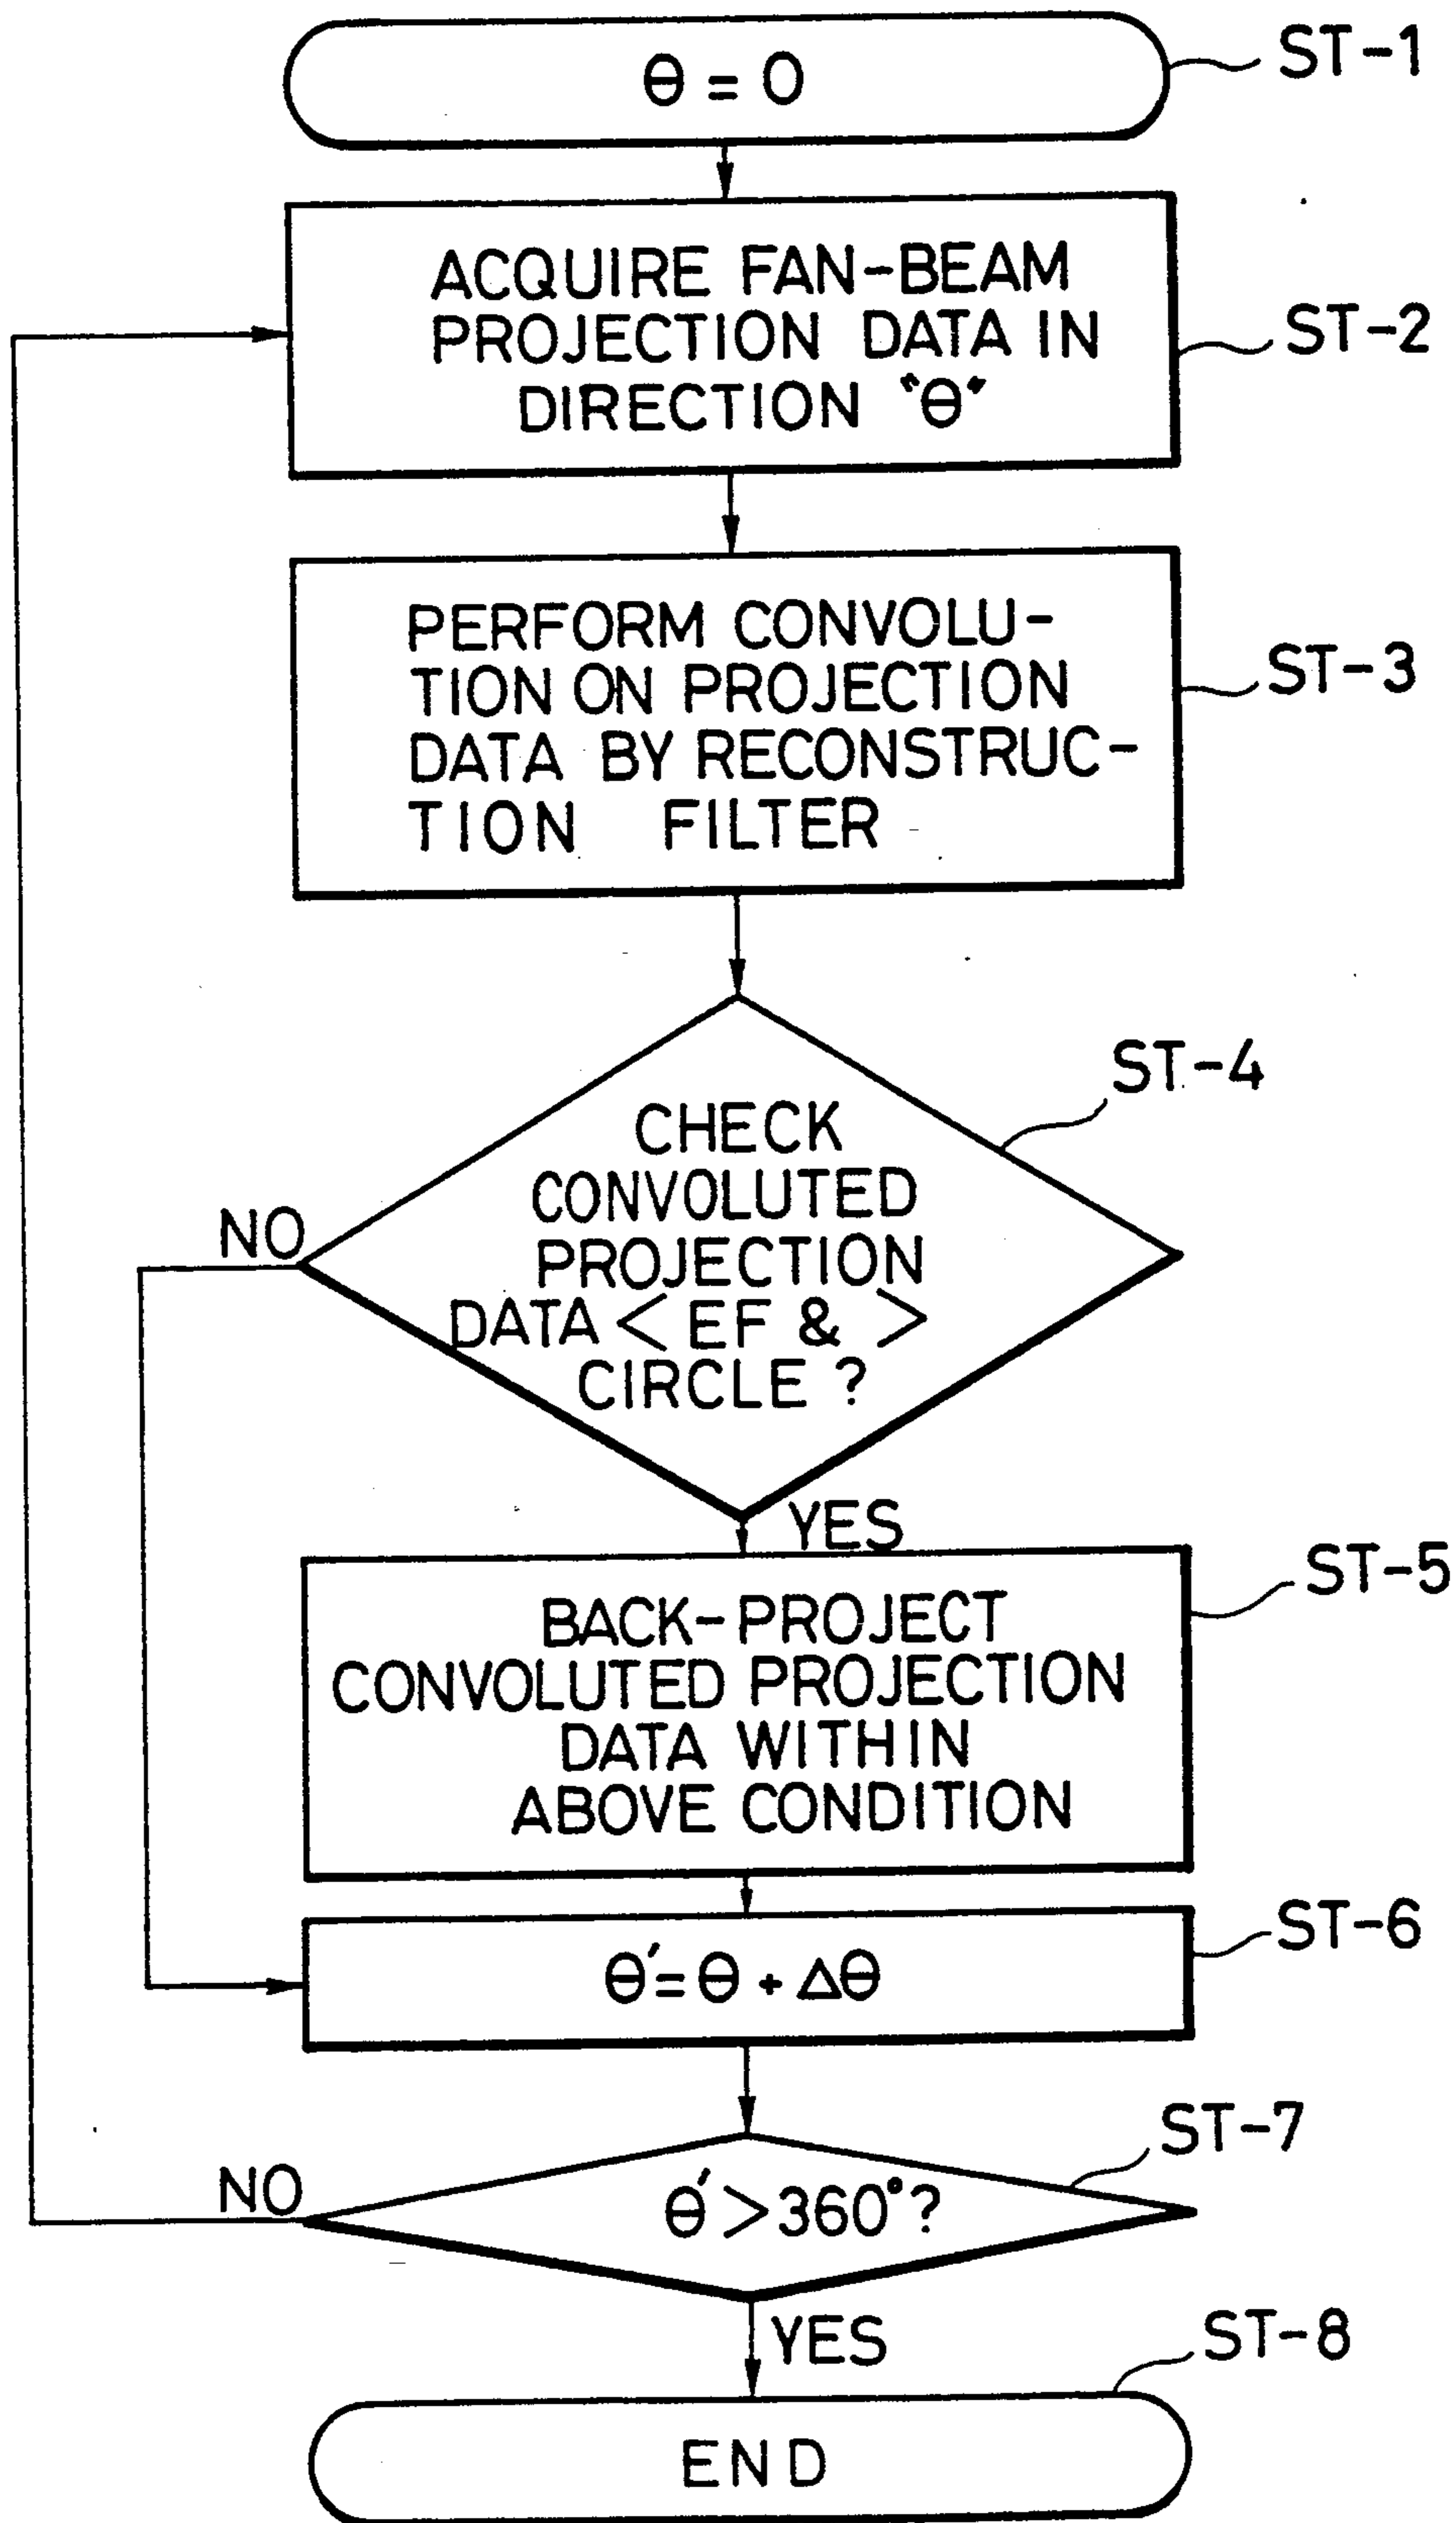 θ = 0
ST-1
ACQUIRE FAN-BEAM
PROJECTION DATA IN
DIRECTION "θ"
ST-2
PERFORM CONVOLU-
TION ON PROJECTION
DATA BY RECONSTRUC-
TION FILTER
ST-3
CHECK
CONVOLUTED
PROJECTION
DATA < EF & >
CIRCLE ?
ST-4
NO
YES
BACK-PROJECT
CONVOLUTED PROJECTION
DATA WITHIN
ABOVE CONDITION
ST-5
θ′ = θ + Δθ
ST-6
θ′ > 360° ?
ST-7
NO
YES
END
ST-8